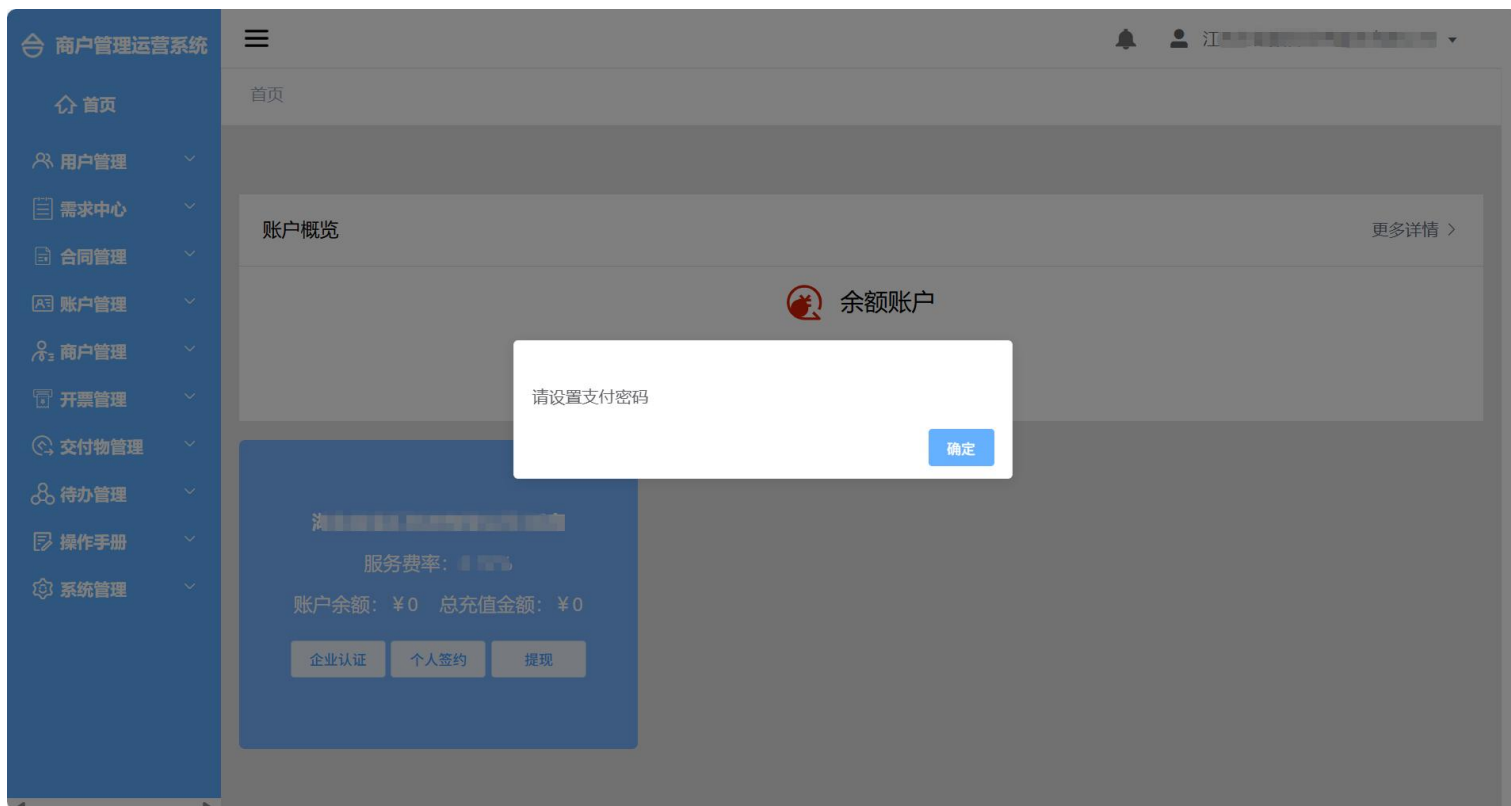 商户管理运营系统
江
首页
首页
用户管理
需求中心
账户概览
更多详情
合同管理
账户管理
余额账户
商户管理
请设置支付密码
开票管理
交付物管理
确定
待办管理
操作手册
服务费率：
系统管理
账户余额：￥0 总充值金额：￥0
企业认证 个人签约 提现